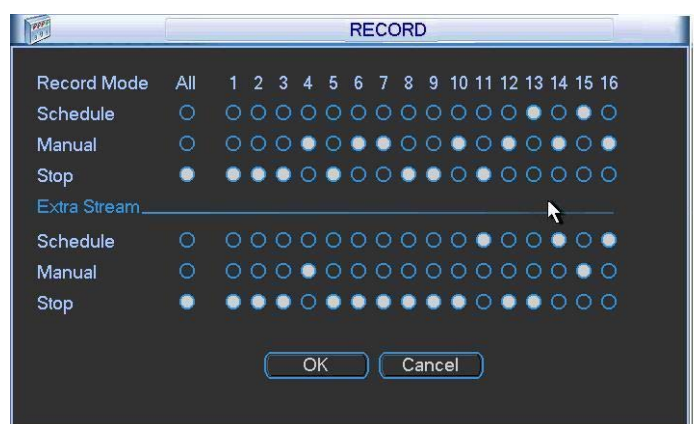 RECORD
Record Mode All 1 2 3 4 5 6 7 8 9 10 11 12 13 14 15 16
Schedule
Manual
Stop
Extra Stream
Schedule
Manual
Stop
OK Cancel